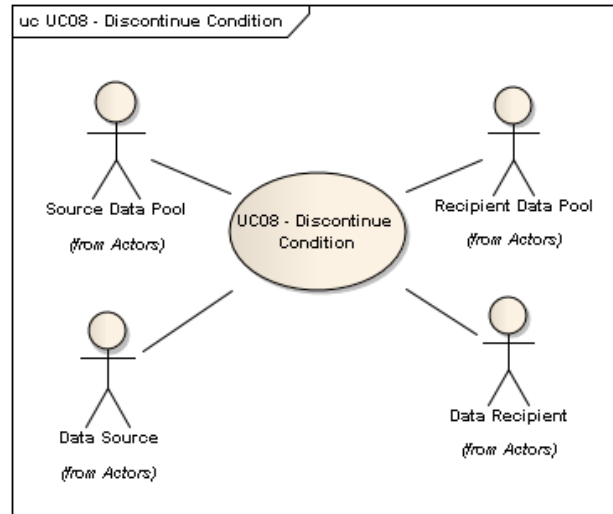 uc UC08 - Discontinue Condition
Source Data Pool
(from Actors)
Recipient Data Pool
(from Actors)
UC08 - Discontinue
Condition
Data Source
(from Actors)
Data Recipient
(from Actors)